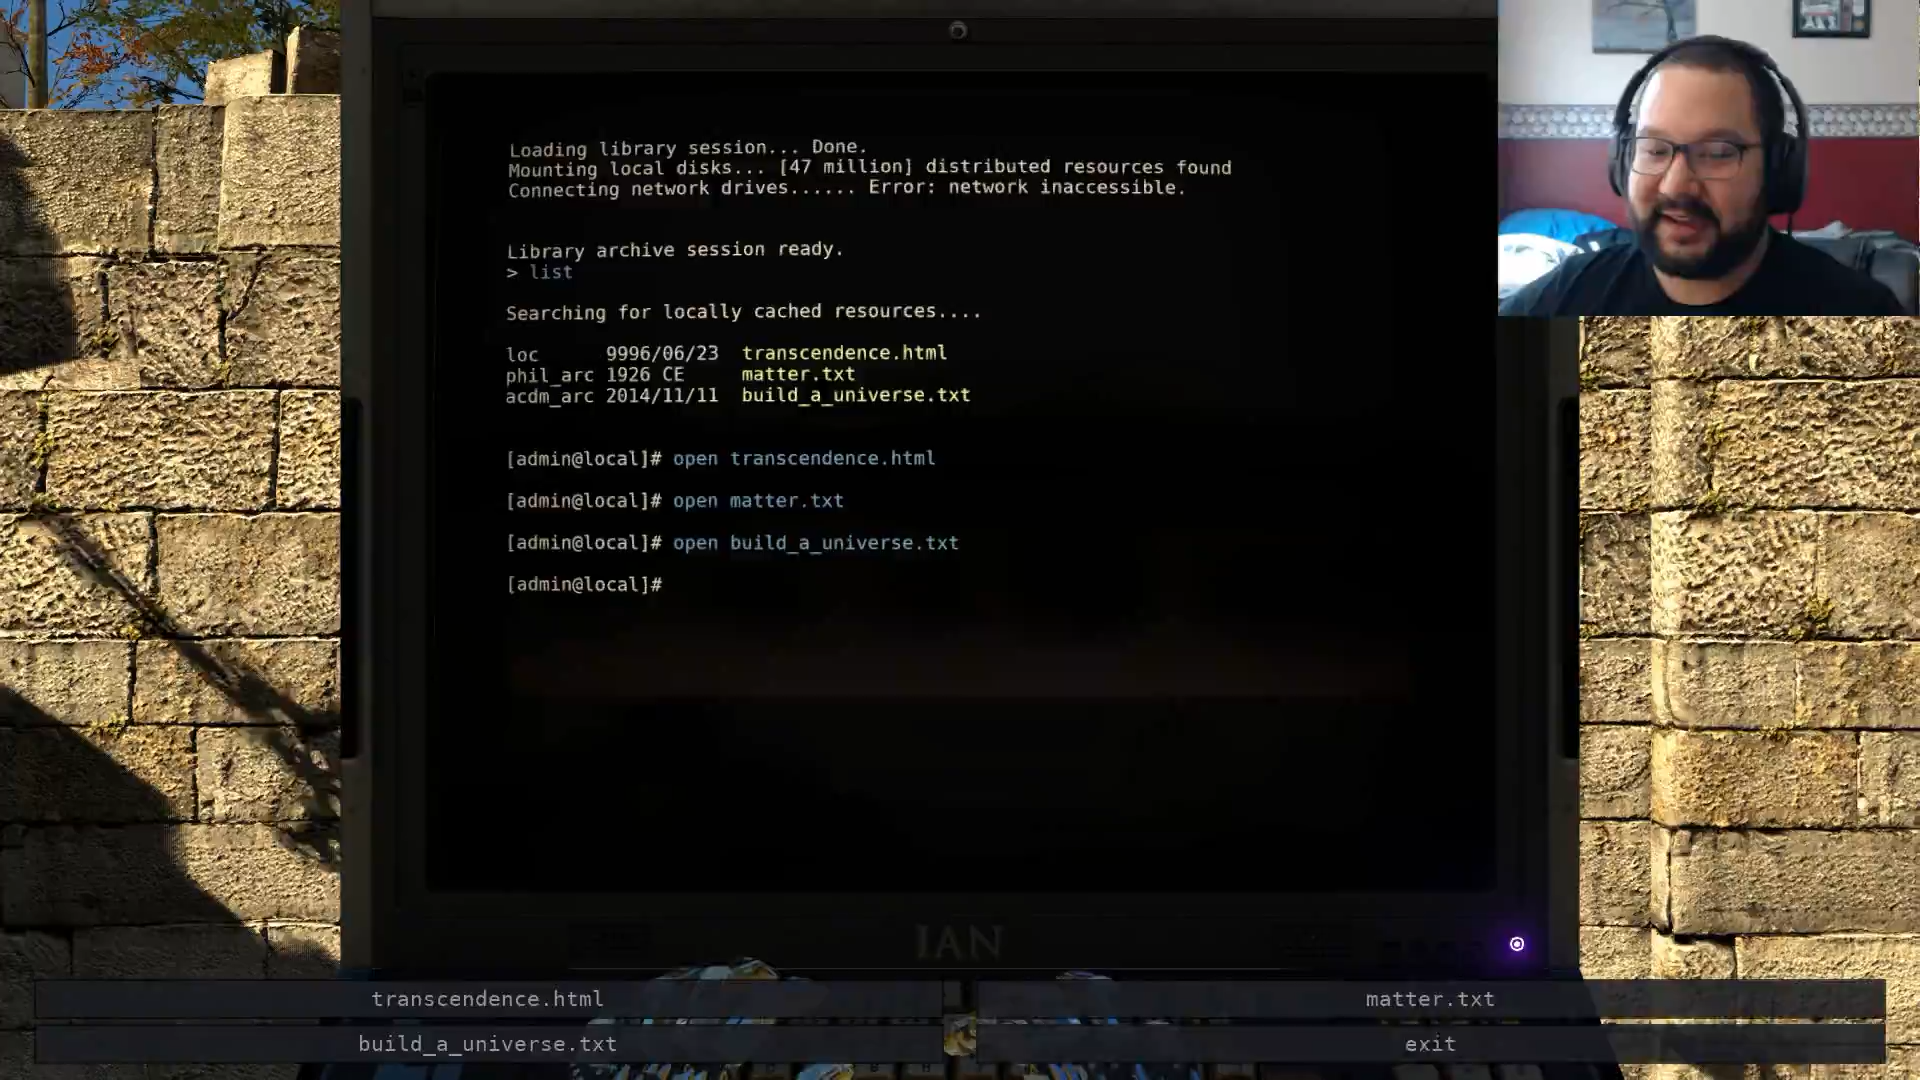 Loading library session... Done.
Mounting local disks... [47 million] distributed resources found
Connecting network drives...... Error: network inaccessible.
Library archive session ready.
> list
Searching for locally cached resources....
loc 9996/06/23 transcendence.html
phil_arc 1926 CE matter.txt
acdm_arc 2014/11/11 build_a_universe.txt
[admin@local]# open transcendence.html
[admin@local]# open matter.txt
[admin@local]# open build_a_universe.txt
[admin@local]#
IAN
transcendence.html matter.txt
build_a_universe.txt exit